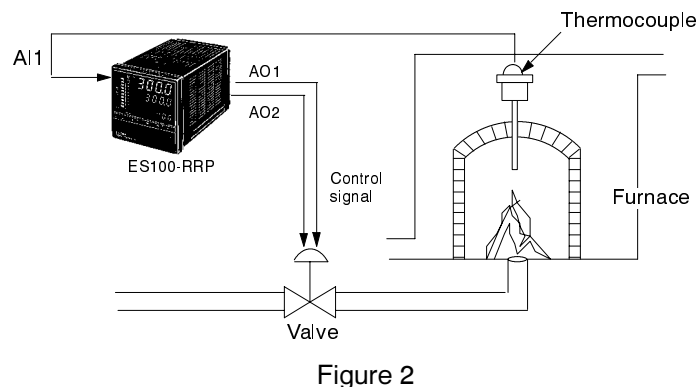 Thermocouple
AI1
300.0
300.0
AO1
AO2
ES100-RRP
Control
signal
Furnace
Valve
Figure 2